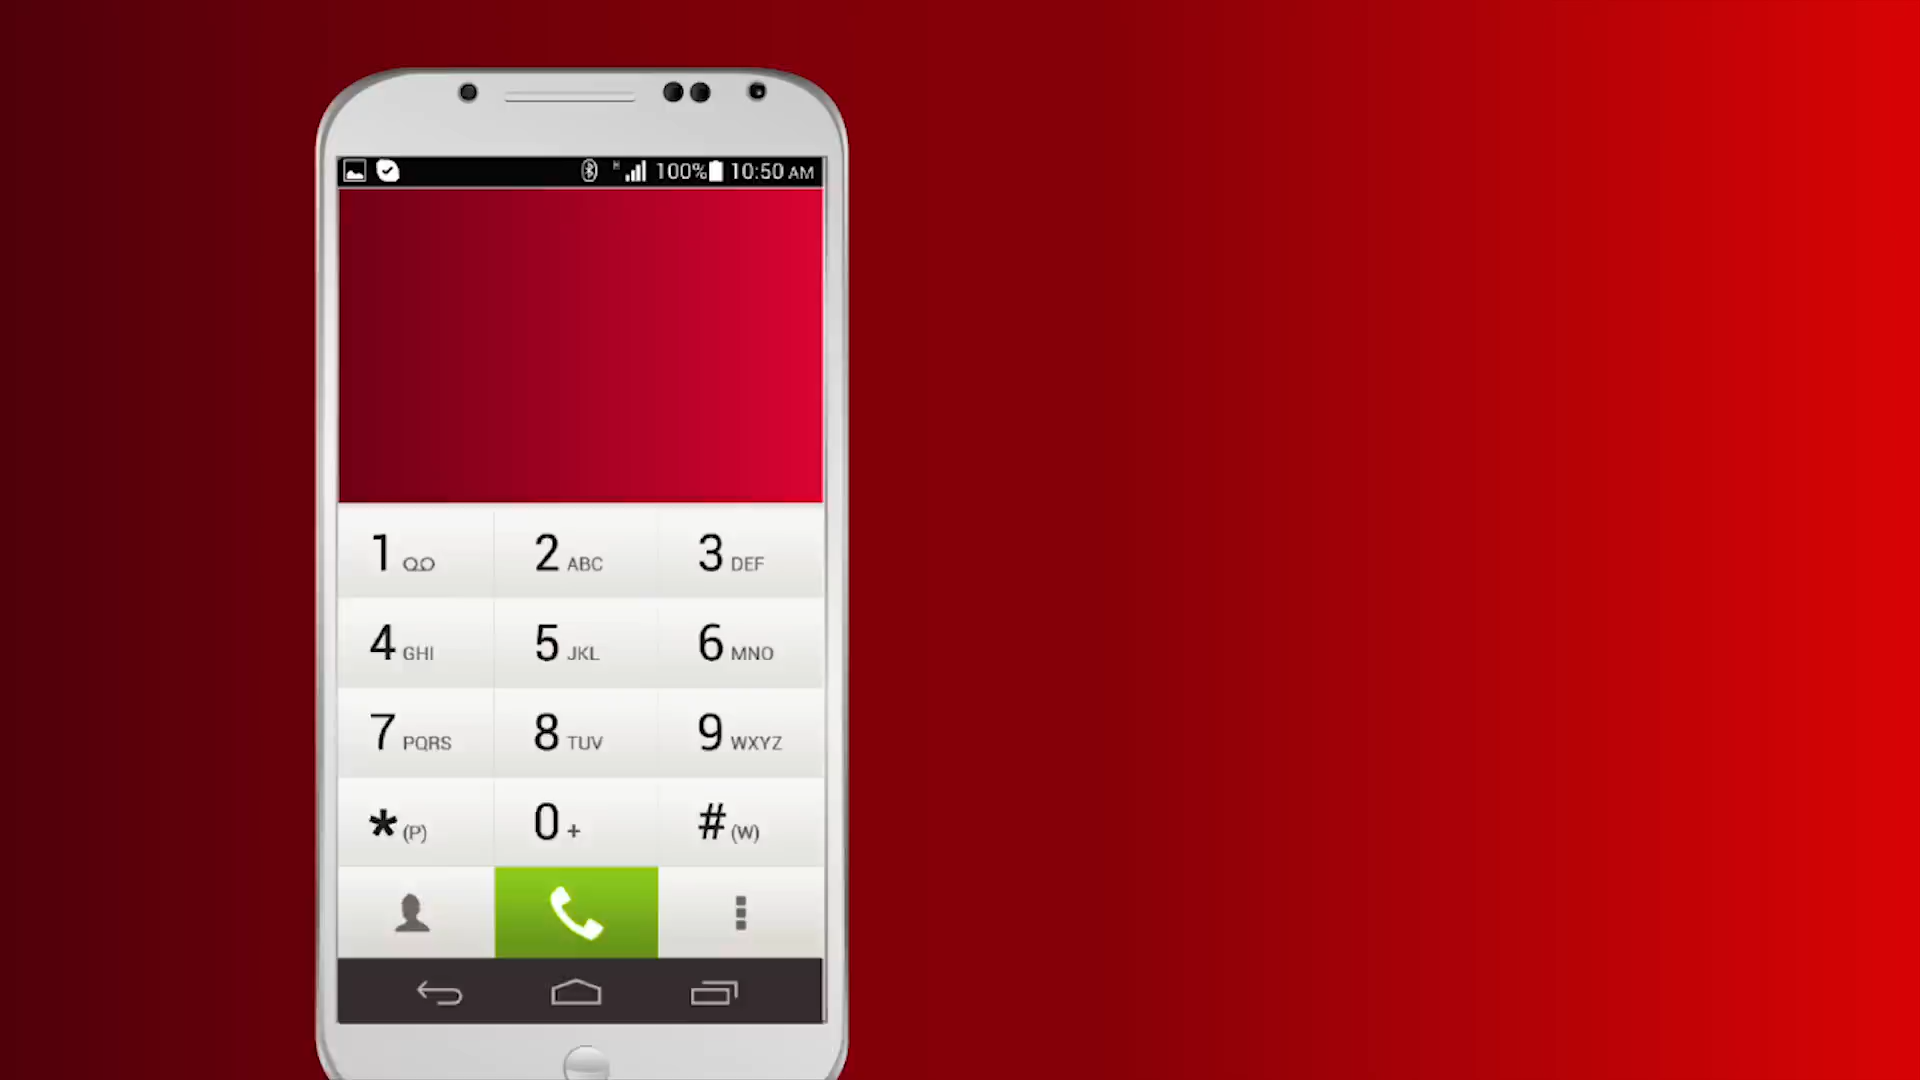 H 100% 10:50 AM
1 2 ABC 3 DEF
4 GHI 5 JKL 6 MNO
7 PQRS 8 TUV 9 WXYZ
* (P) 0 + # (W)